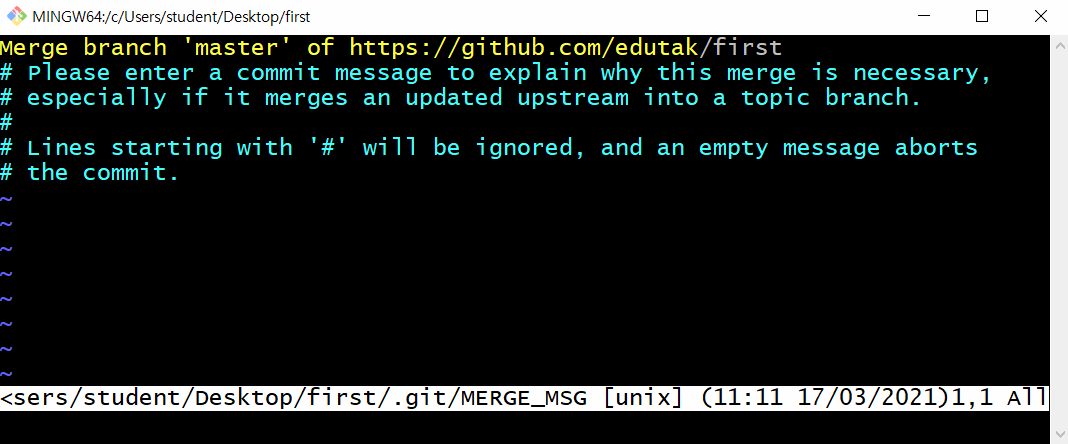 MINGW64:/c/Users/student/Desktop/first
Merge branch 'master' of https://github.com/edutak/first
# Please enter a commit message to explain why this merge is necessary,
# especially if it merges an updated upstream into a topic branch.
#
# Lines starting with '#' will be ignored, and an empty message aborts
# the commit.
~
~
~
~
~
~
~
~
<sers/student/Desktop/first/.git/MERGE_MSG [unix] (11:11 17/03/2021)1,1 All